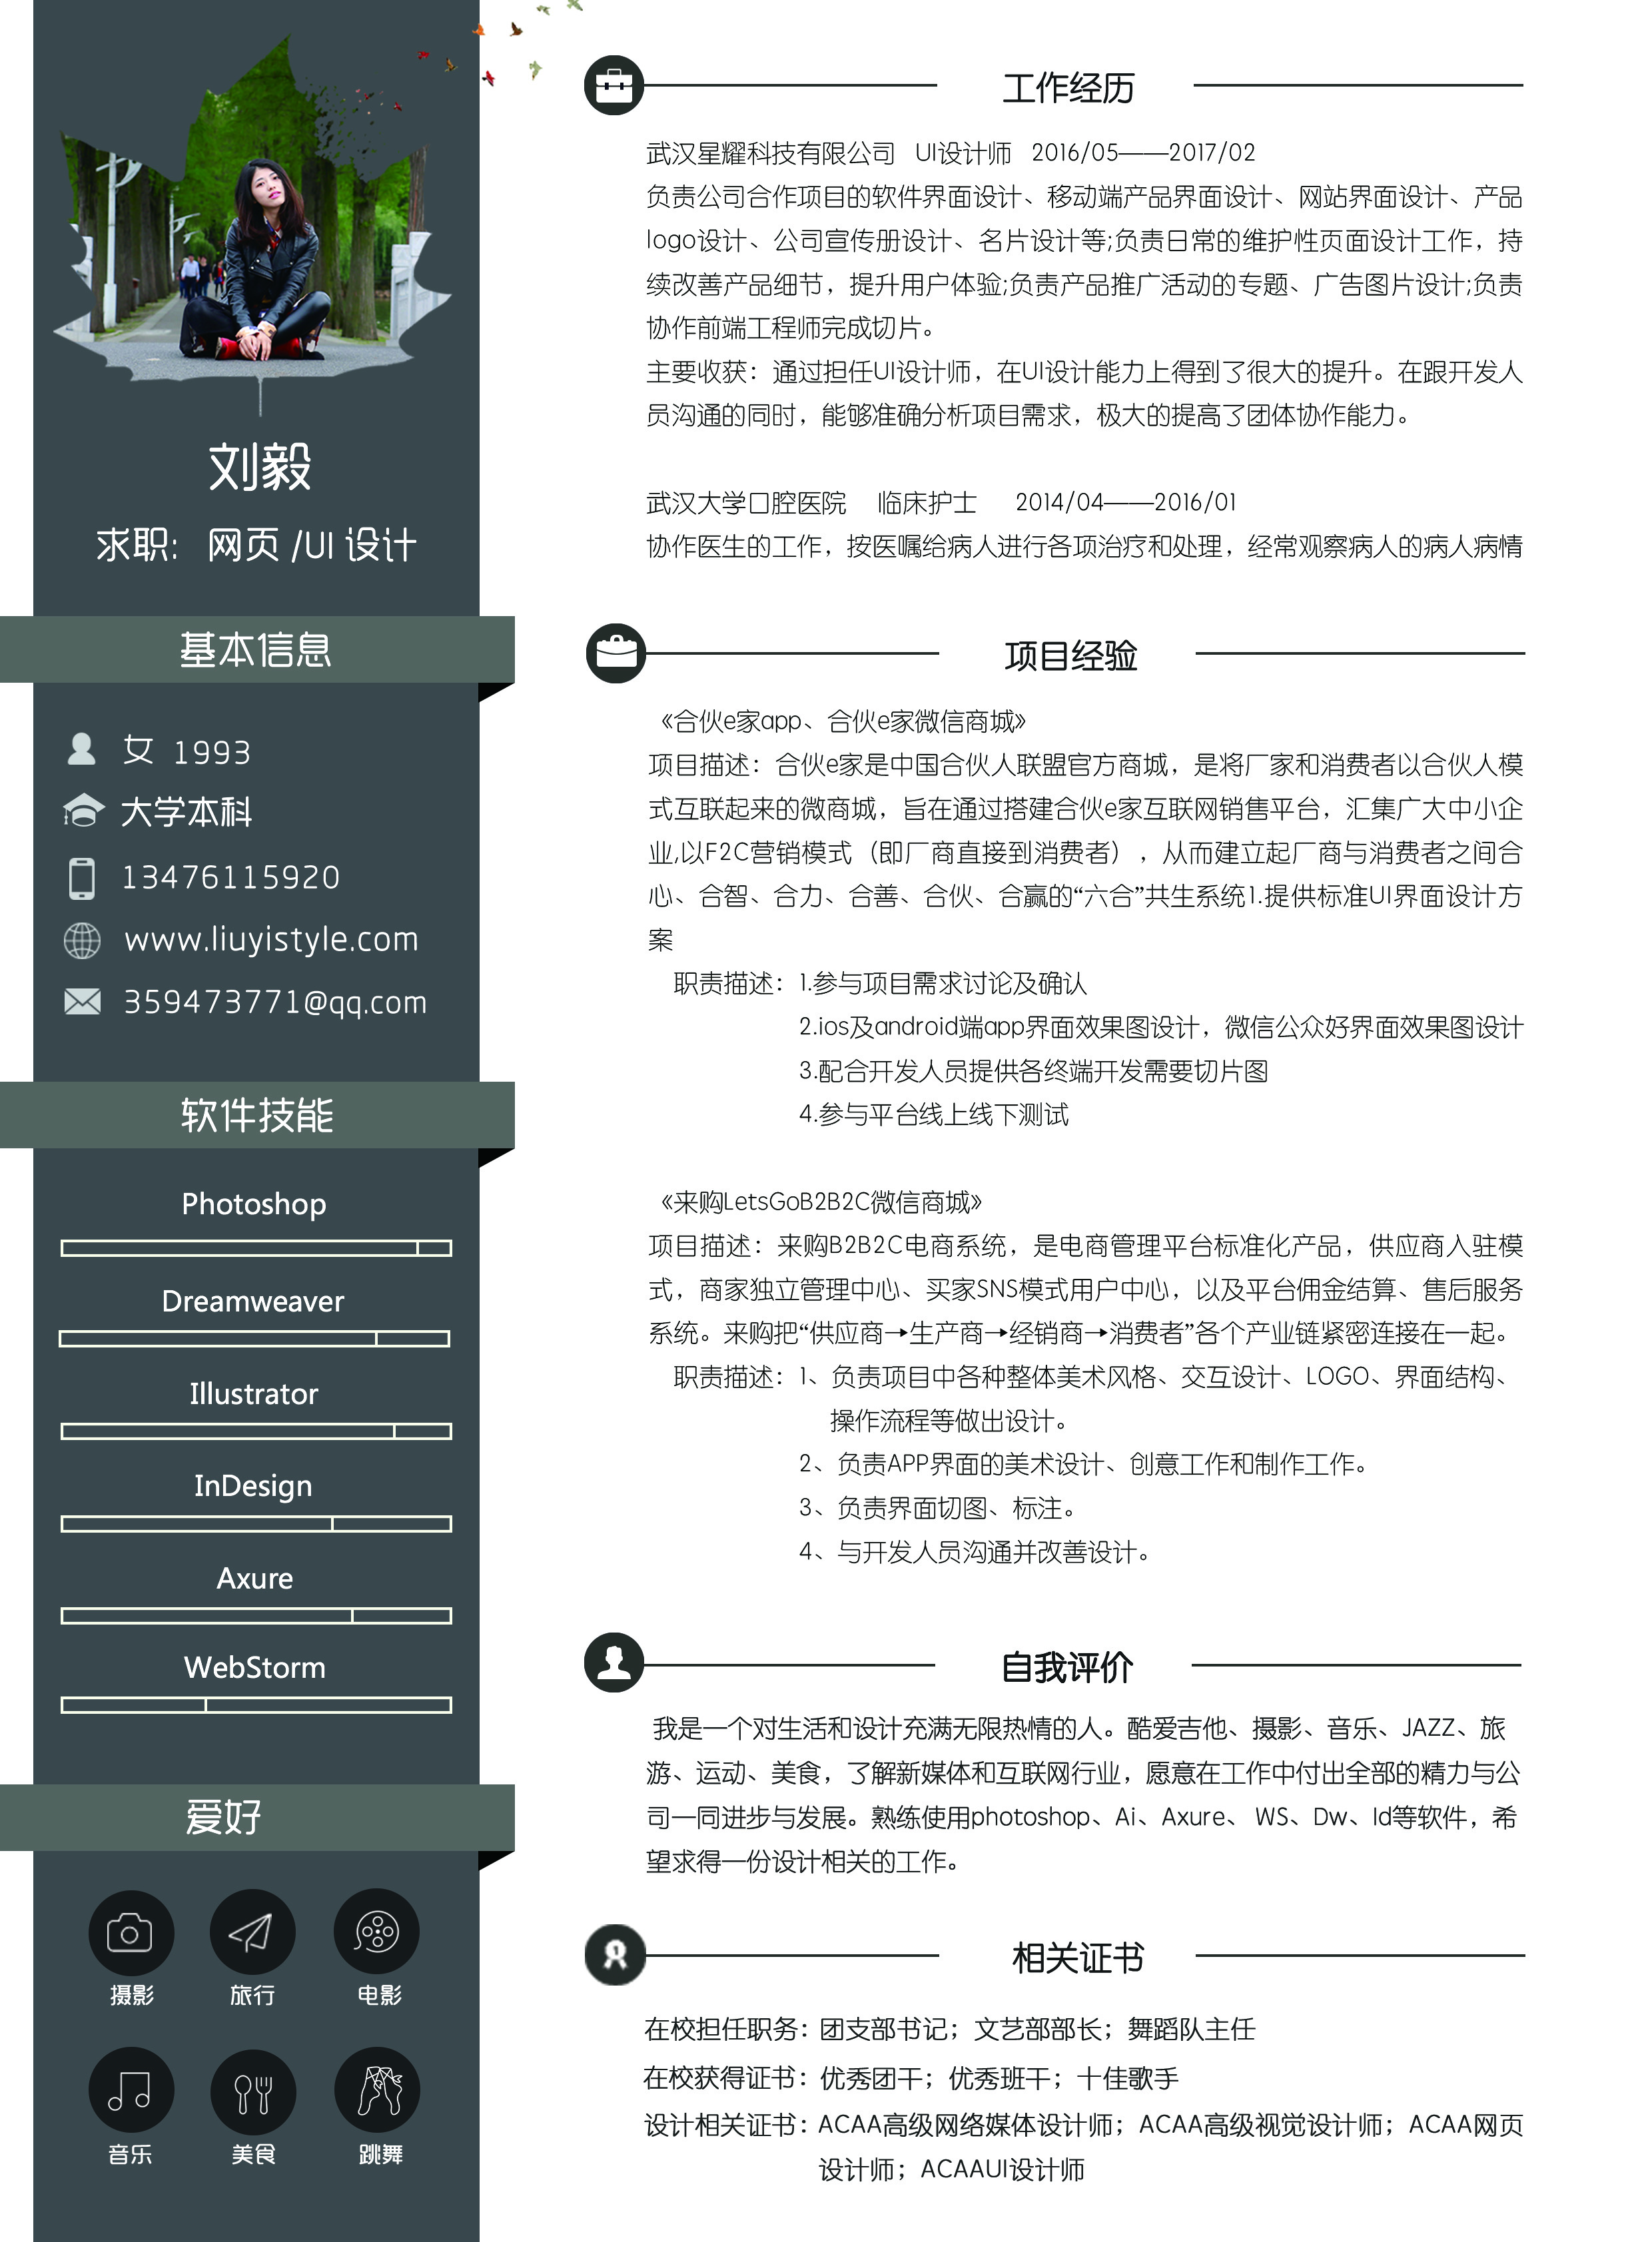 刘毅
求职： 网页 /UI 设计
基本信息
女 1993
大学本科
13476115920
www.liuyistyle.com
359473771@qq.com
软件技能
Photoshop
Dreamweaver
Illustrator
InDesign
Axure
WebStorm
爱好
摄影 旅行 电影
音乐 美食 跳舞
工作经历
武汉星耀科技有限公司 UI设计师 2016/05——2017/02
负责公司合作项目的软件界面设计、移动端产品界面设计、网站界面设计、产品
logo设计、公司宣传册设计、名片设计等;负责日常的维护性页面设计工作，持
续改善产品细节，提升用户体验;负责产品推广活动的专题、广告图片设计;负责
协作前端工程师完成切片。
主要收获：通过担任UI设计师，在UI设计能力上得到了很大的提升。在跟开发人
员沟通的同时，能够准确分析项目需求，极大的提高了团体协作能力。
武汉大学口腔医院 临床护士 2014/04——2016/01
协作医生的工作，按医嘱给病人进行各项治疗和处理，经常观察病人的病人病情
项目经验
《合伙e家app、合伙e家微信商城》
项目描述：合伙e家是中国合伙人联盟官方商城，是将厂家和消费者以合伙人模
式互联起来的微商城，旨在通过搭建合伙e家互联网销售平台，汇集广大中小企
业,以F2C营销模式（即厂商直接到消费者），从而建立起厂商与消费者之间合
心、合智、合力、合善、合伙、合赢的“六合”共生系统1.提供标准UI界面设计方
案
职责描述：1.参与项目需求讨论及确认
2.ios及android端app界面效果图设计，微信公众好界面效果图设计
3.配合开发人员提供各终端开发需要切片图
4.参与平台线上线下测试
《来购LetsGoB2B2C微信商城》
项目描述：来购B2B2C电商系统，是电商管理平台标准化产品，供应商入驻模
式，商家独立管理中心、买家SNS模式用户中心，以及平台佣金结算、售后服务
系统。来购把“供应商→生产商→经销商→消费者”各个产业链紧密连接在一起。
职责描述：1、负责项目中各种整体美术风格、交互设计、LOGO、界面结构、
操作流程等做出设计。
2、负责APP界面的美术设计、创意工作和制作工作。
3、负责界面切图、标注。
4、与开发人员沟通并改善设计。
自我评价
我是一个对生活和设计充满无限热情的人。酷爱吉他、摄影、音乐、JAZZ、旅
游、运动、美食，了解新媒体和互联网行业，愿意在工作中付出全部的精力与公
司一同进步与发展。熟练使用photoshop、Ai、Axure、 WS、Dw、Id等软件，希
望求得一份设计相关的工作。
相关证书
在校担任职务：团支部书记；文艺部部长；舞蹈队主任
在校获得证书：优秀团干；优秀班干；十佳歌手
设计相关证书：ACAA高级网络媒体设计师；ACAA高级视觉设计师；ACAA网页
设计师；ACAAUI设计师